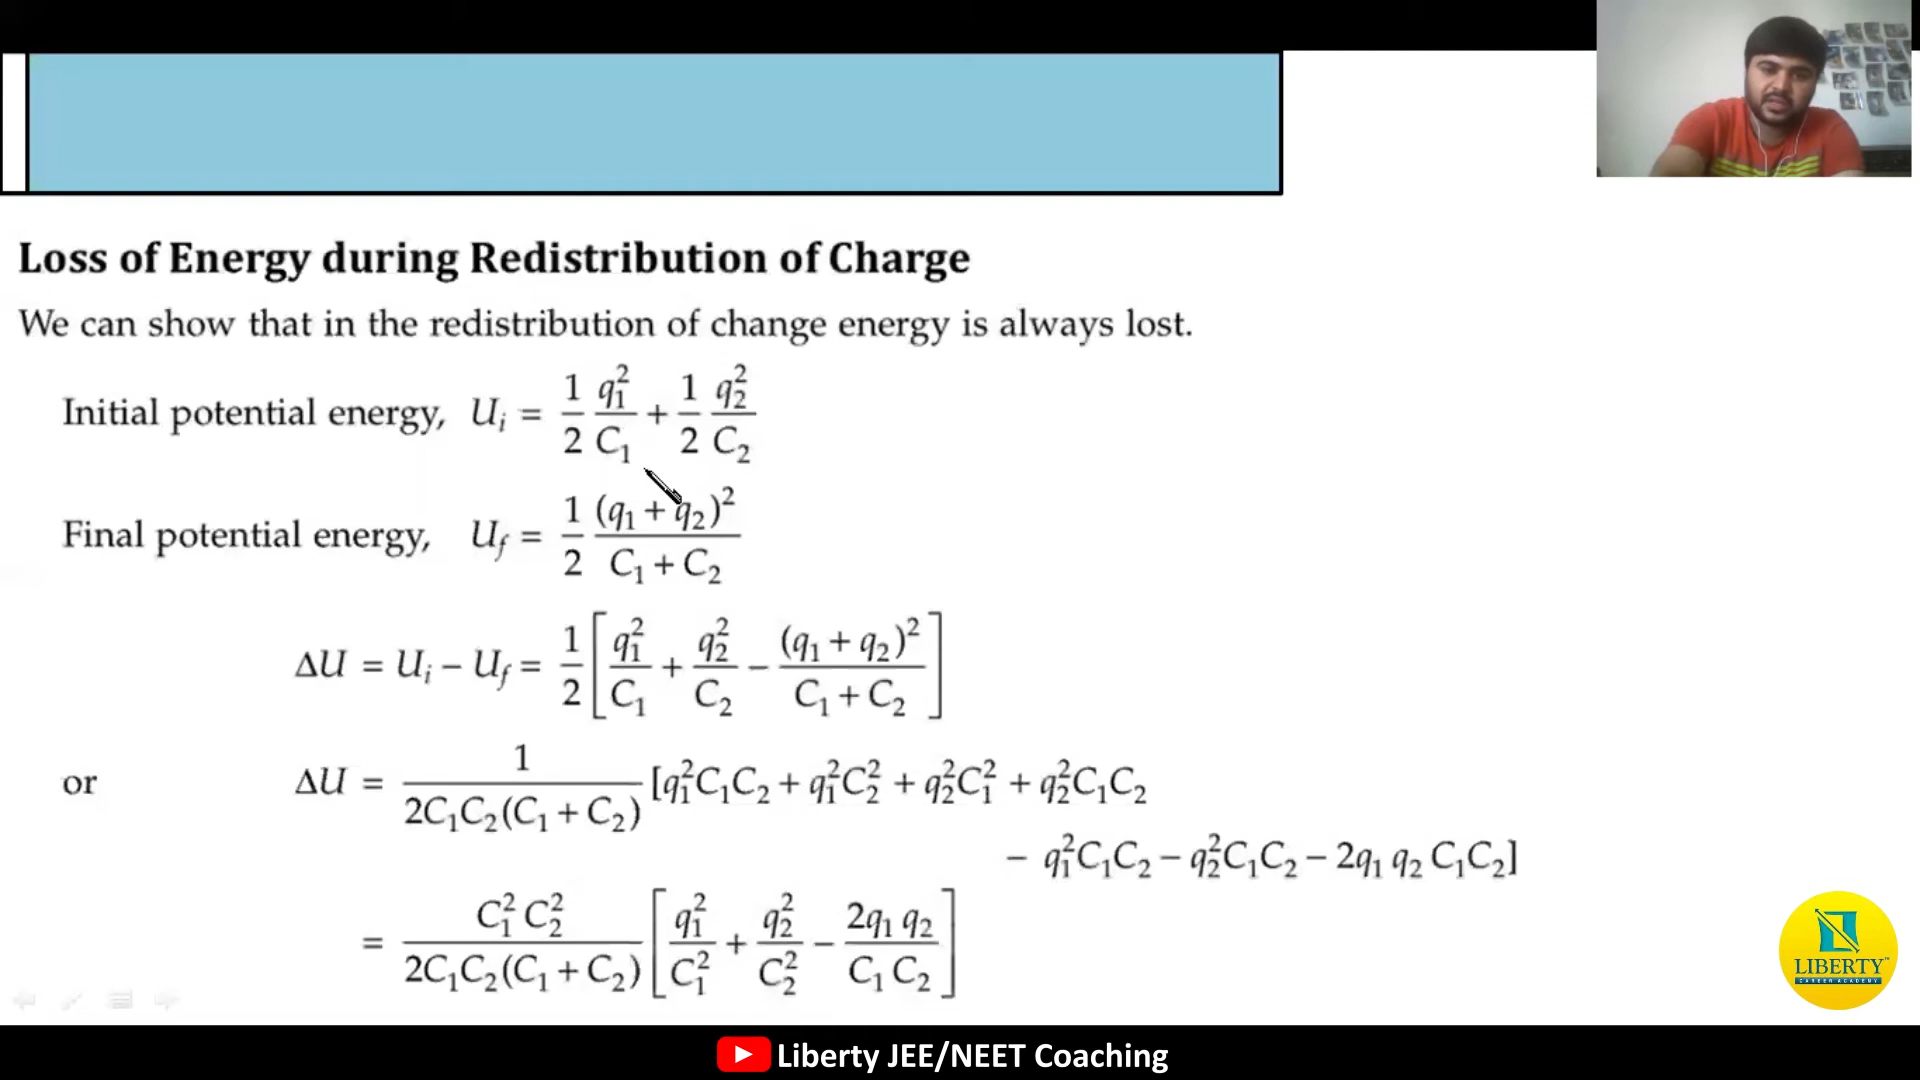 Loss of Energy during Redistribution of Charge
We can show that in the redistribution of change energy is always lost.
Initial potential energy, U_i = 1/2 q_1^2/C_1 + 1/2 q_2^2/C_2
Final potential energy, U_f = 1/2 (q_1 + q_2)^2/(C_1 + C_2)
ΔU = U_i − U_f = 1/2 [q_1^2/C_1 + q_2^2/C_2 − (q_1 + q_2)^2/(C_1 + C_2)]
or ΔU = 1/(2C_1C_2(C_1 + C_2)) [q_1^2C_1C_2 + q_1^2C_2^2 + q_2^2C_1^2 + q_2^2C_1C_2
− q_1^2C_1C_2 − q_2^2C_1C_2 − 2q_1 q_2 C_1C_2]
= C_1^2 C_2^2/(2C_1C_2(C_1 + C_2)) [q_1^2/C_1^2 + q_2^2/C_2^2 − 2q_1 q_2/(C_1 C_2)]
LIBERTY
CAREER ACADEMY
Liberty JEE/NEET Coaching